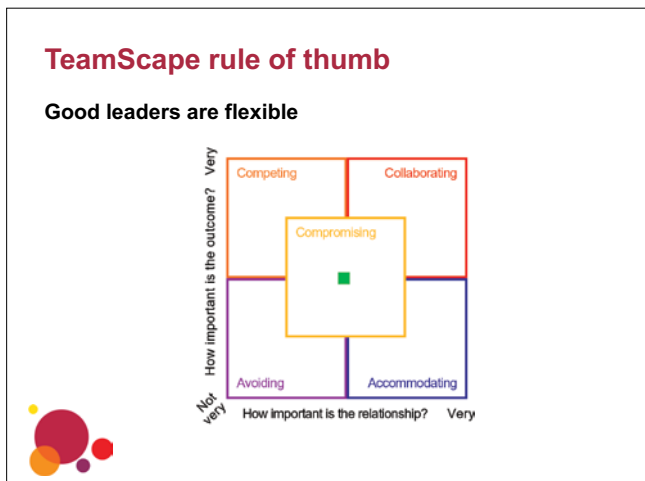 TeamScape rule of thumb
Good leaders are flexible
How important is the outcome? Very
Competing
Collaborating
Compromising
Avoiding
Accommodating
Not
very
How important is the relationship? Very